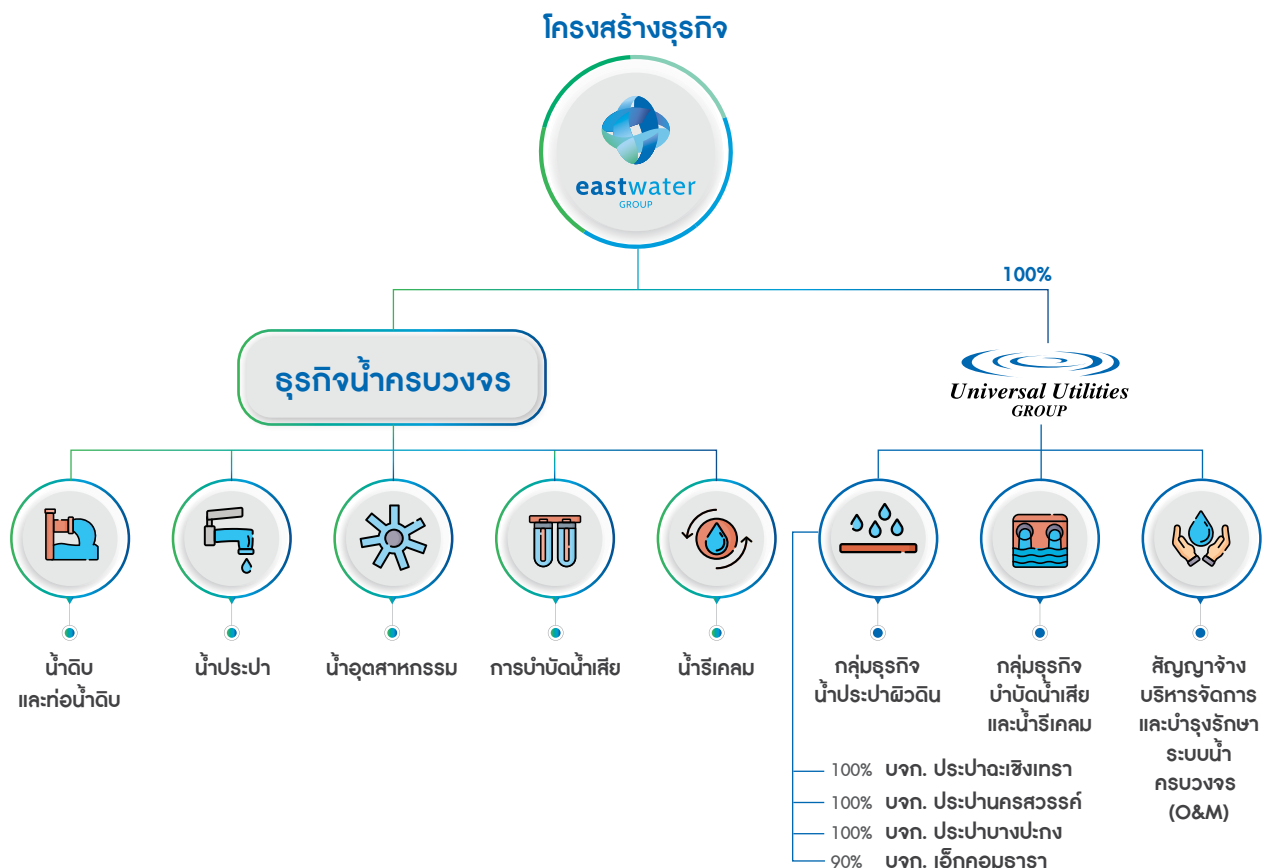 โครงสร้างธุรกิจ
eastwater
GROUP
100%
ธุรกิจน้ำครบวงจร
Universal Utilities
GROUP
น้ำดิบ
และท่อน้ำดิบ
น้ำประปา
น้ำอุตสาหกรรม
การบำบัดน้ำเสีย
น้ำรีเคลม
กลุ่มธุรกิจ
น้ำประปาผิวดิน
กลุ่มธุรกิจ
บำบัดน้ำเสีย
และน้ำรีเคลม
สัญญาจ้าง
บริหารจัดการ
และบำรุงรักษา
ระบบน้ำ
ครบวงจร
(O&M)
100% บจก. ประปาฉะเชิงเทรา
100% บจก. ประปานครสวรรค์
100% บจก. ประปาบางปะกง
90% บจก. เอ็กคอมธารา